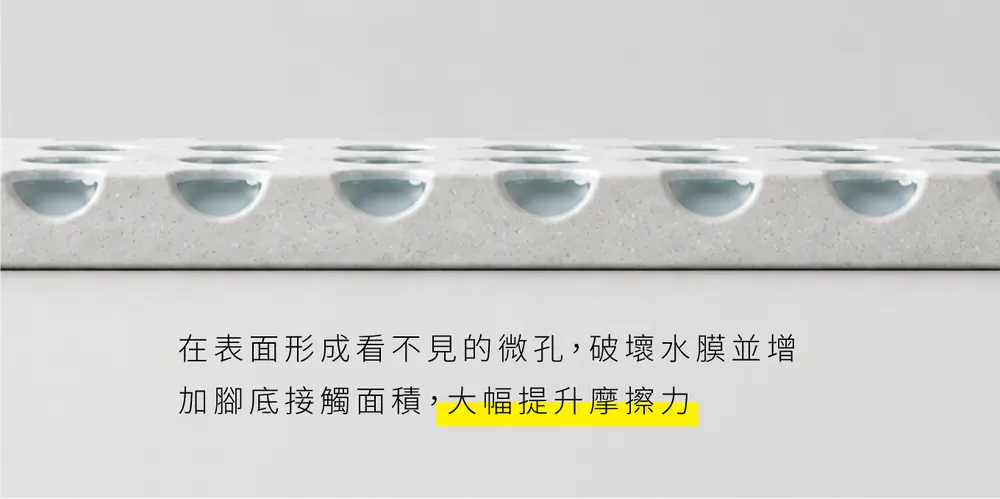 在表面形成看不見的微孔,破壞水膜並增
加腳底接觸面積,大幅提升摩擦力